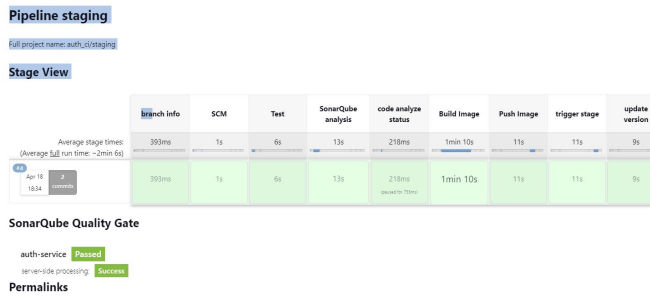 Pipeline staging
Full project name: auth_ci/staging
Stage View
branch info SCM Test SonarQube analysis code analyze status Build Image Push Image trigger stage update version
Average stage times: 393ms 1s 6s 13s 218ms 1min 10s 11s 11s 9s
(Average full run time: ~2min 6s)
#4
Apr 18 18:34 2 commits 393ms 1s 6s 13s 218ms 1min 10s 11s 11s 9s
SonarQube Quality Gate
auth-service Passed
server-side processing: Success
Permalinks